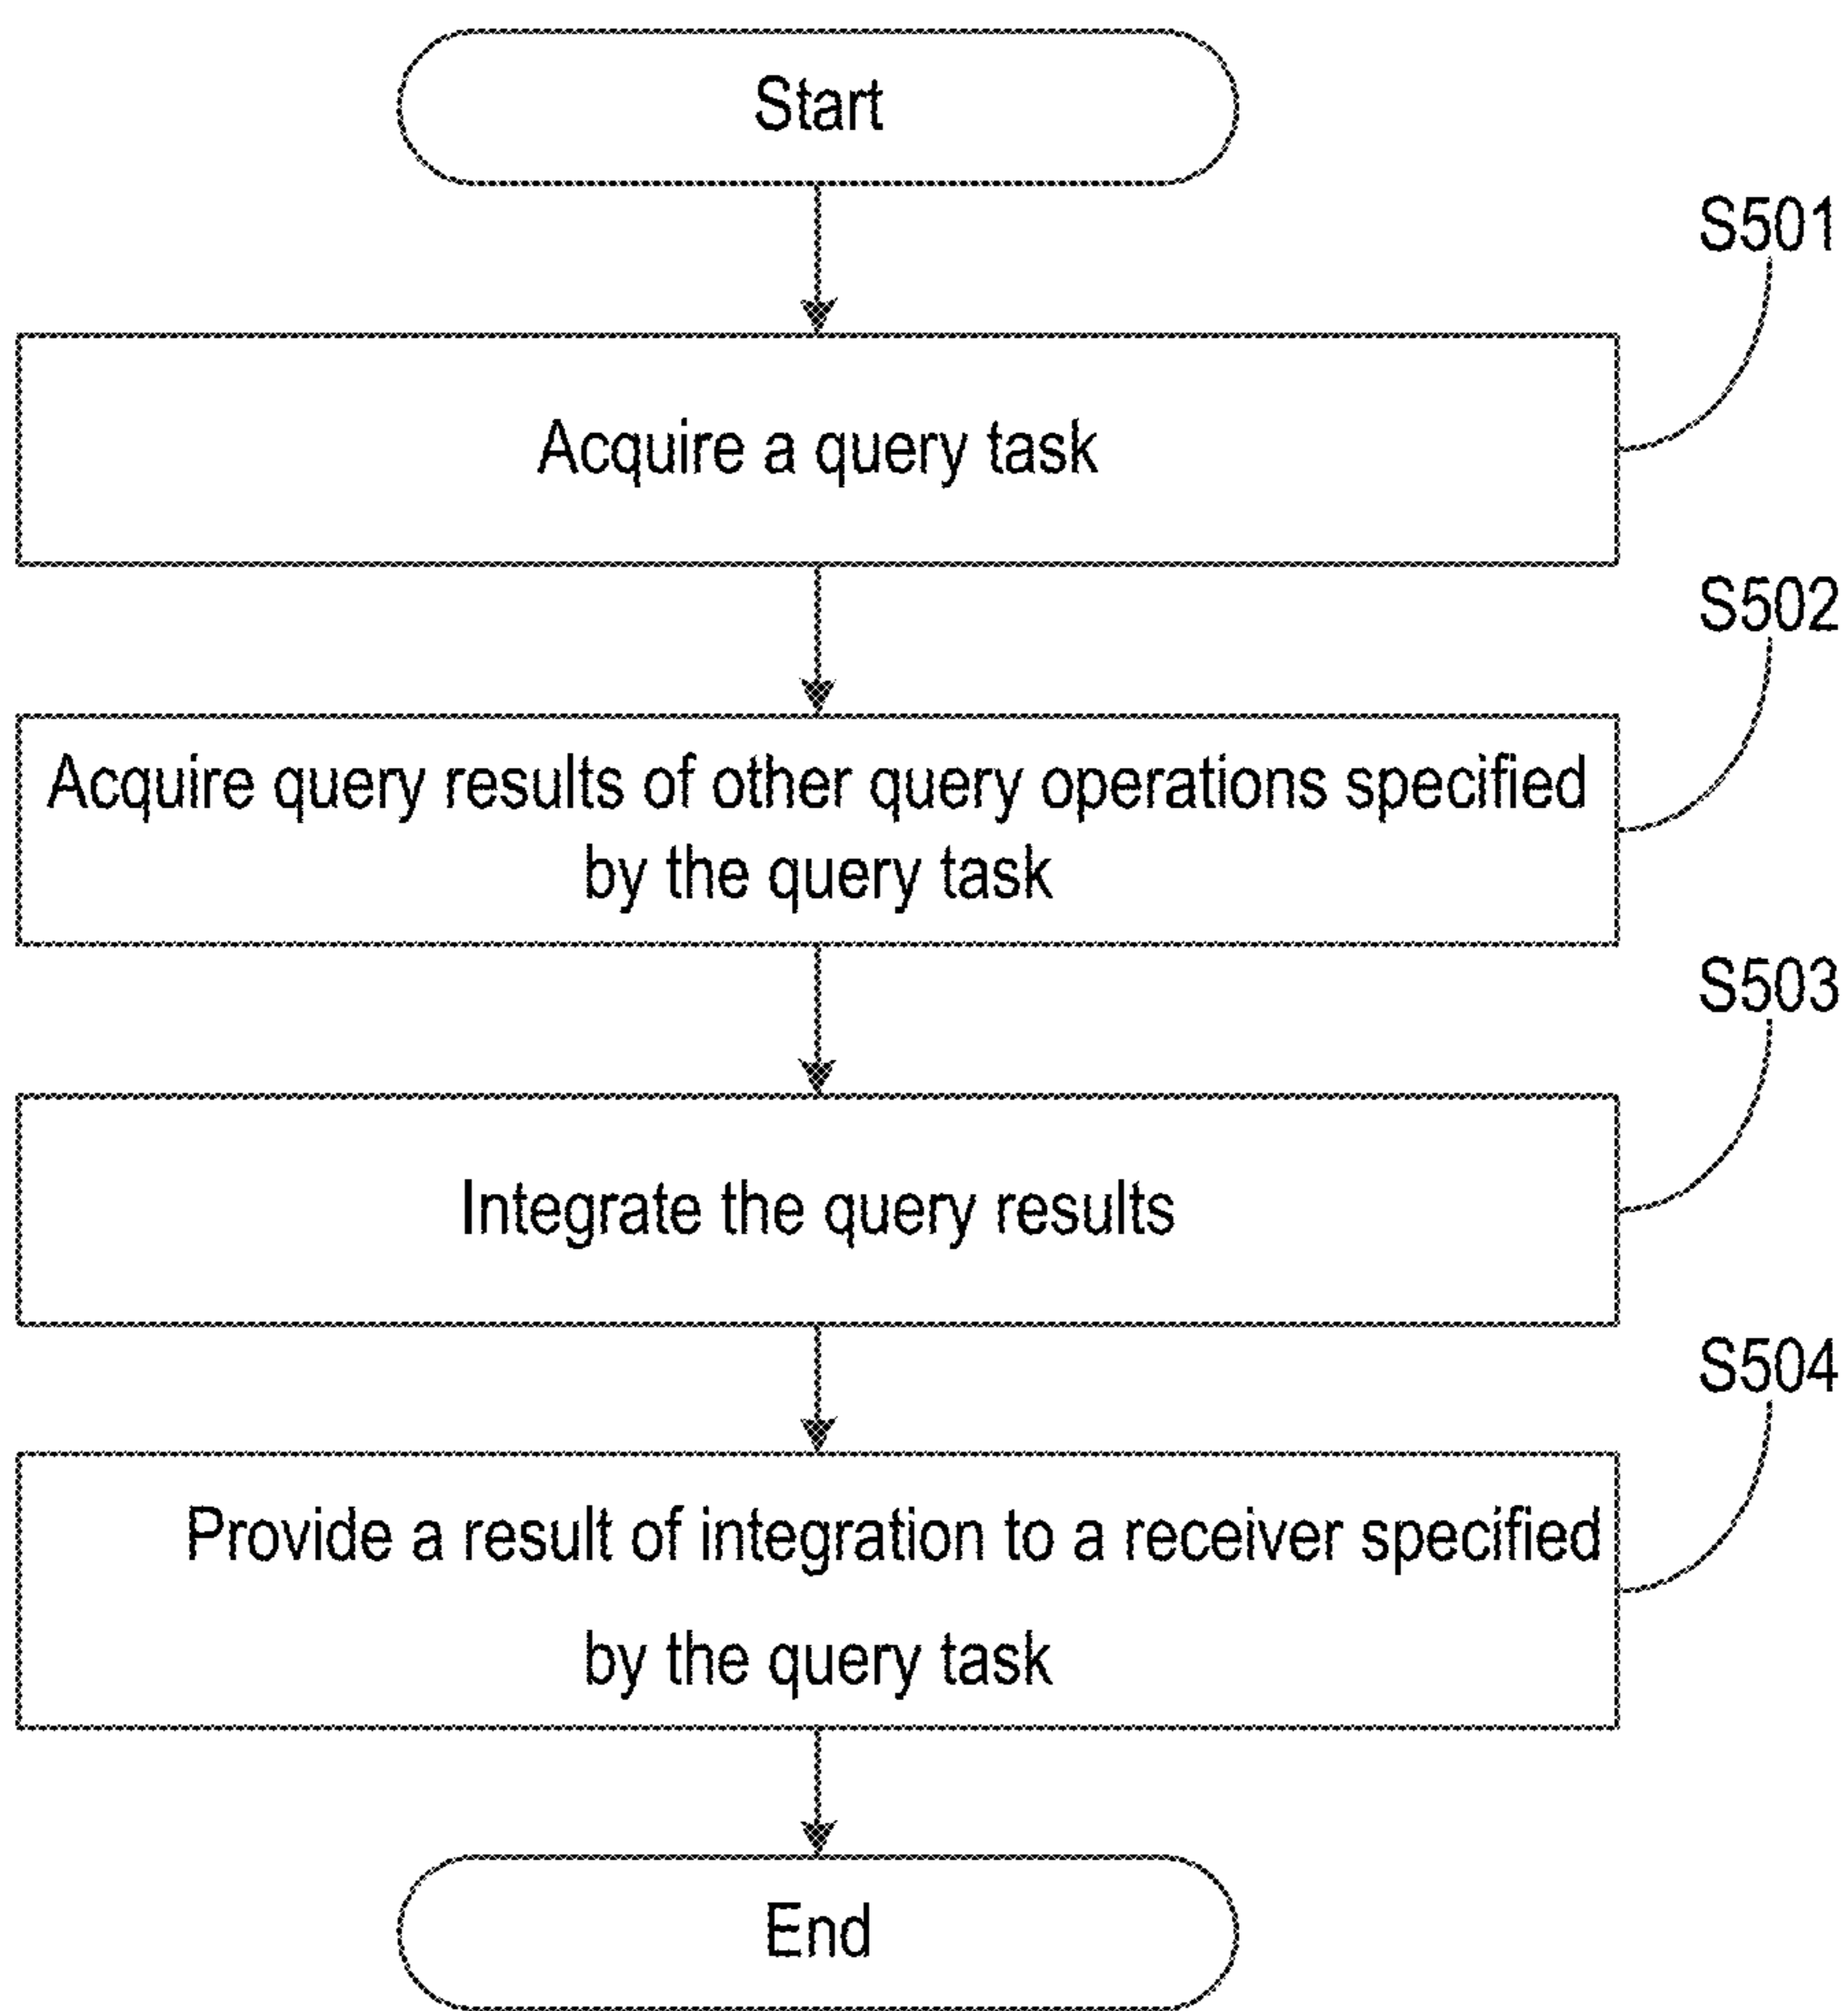 Start
S501
Acquire a query task
S502
Acquire query results of other query operations specified
by the query task
S503
Integrate the query results
S504
Provide a result of integration to a receiver specified
by the query task
End